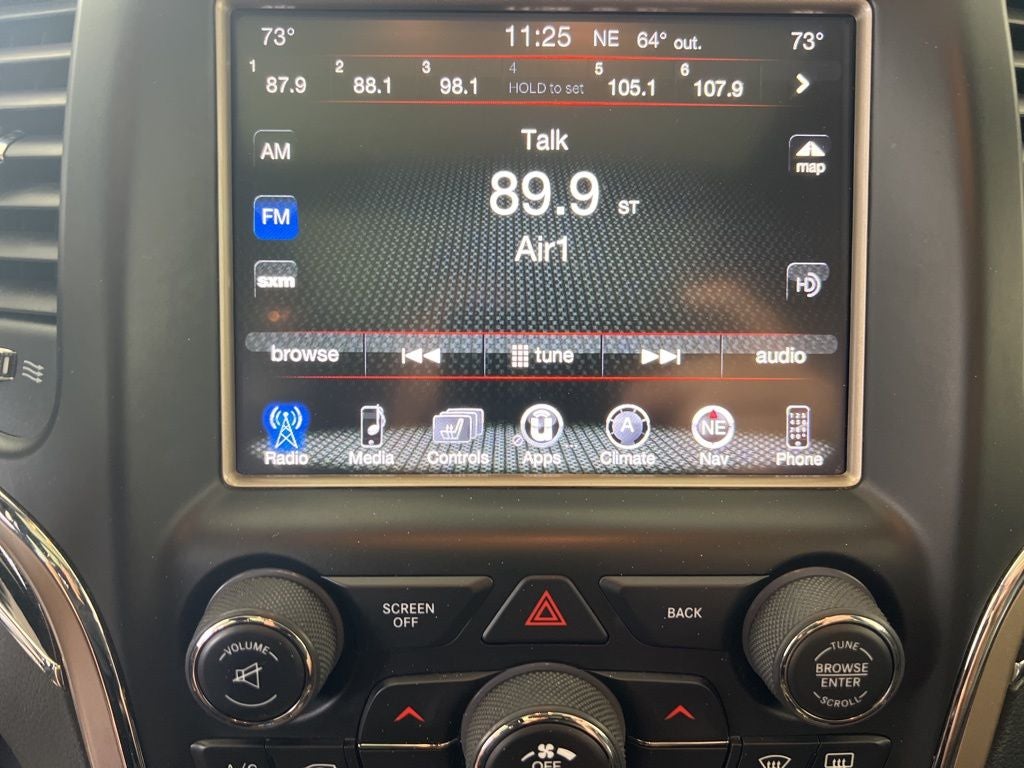 73° 11:25 NE 64° out. 73°
1 87.9 2 88.1 3 98.1 4 HOLD to set 5 105.1 6 107.9
Talk
AM
map
89.9 ST
FM
Air1
sxm
HD
browse tune audio
A NE
Radio Media Controls Apps Climate Nav Phone
SCREEN
OFF
BACK
VOLUME
TUNE
BROWSE
ENTER
SCROLL
OFF
A/C